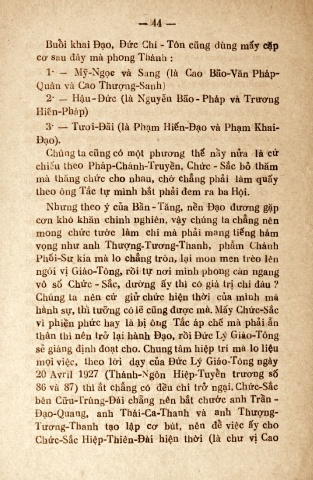 — 44 —
Buồi khai Đạo, Đức Chí - Tôn cũng dùng mấy cặp
cơ sau đây mà phong Thánh :
1· — Mỹ-Ngọc và Sang (là Cao Bảo-Văn Pháp-
Quân và Cao Thượng-Sanh)
2· — Hậu-Đức (là Nguyễn Bảo - Pháp và Trương
Hiến-Pháp)
3· — Tươi-Đãi (là Phạm Hiến-Đạo và Phạm Khai-
Đạo).
Chúng ta cũng có một phương thế nầy nữa là cứ
chiếu theo Pháp-Chánh-Truyền, Chức - Sắc bỏ thăm
mà thăng chức cho nhau, chớ chẳng phải làm quấy
theo ông Tắc tự mình bắt phải đem ra ba Hội.
Nhưng theo ý của Bần-Tăng, nền Đạo đương gặp
cơn khó khăn chinh nghiên, vậy chúng ta chẳng nên
mong chức tước làm chi mà phải mang tiếng hám
vọng như anh Thượng-Tương-Thanh, phẩm Chánh
Phối-Sư kia mà lo chẳng tròn, lại mon men trèo lên
ngôi vị Giáo-Tông, rồi tự nơi mình phong càn ngang
vô số Chức - Sắc, dường ấy thì có giá trị chi đâu ?
Chúng ta nên cứ giữ chức hiện thời của mình mà
hành sự, thì tưởng có lẽ cũng được mà. Mấy Chức-Sắc
vì phiền phức hay là bị ông Tắc áp chế mà phải ẩn
thân thì nên trở lại hành Đạo, rồi Đức Lý Giáo-Tông
sẽ giáng định đoạt cho. Chung tâm hiệp trí mà lo liệu
mọi việc, theo lời dạy của Đức Lý Giáo-Tông ngày
20 Avril 1927 (Thánh-Ngôn Hiệp-Tuyền trương số
86 và 87) thì ắt chẳng có đều chi trở ngại. Chức-Sắc
bên Cửu-Trùng-Đài chẳng nên bắt chước anh Trần -
Đạo-Quang, anh Thái-Ca-Thanh và anh Thượng-
Tương-Thanh tạo lập cơ bút, nên để việc ấy cho
Chức-Sắc Hiệp-Thiên-Đài hiện thời (là chư vị Cao